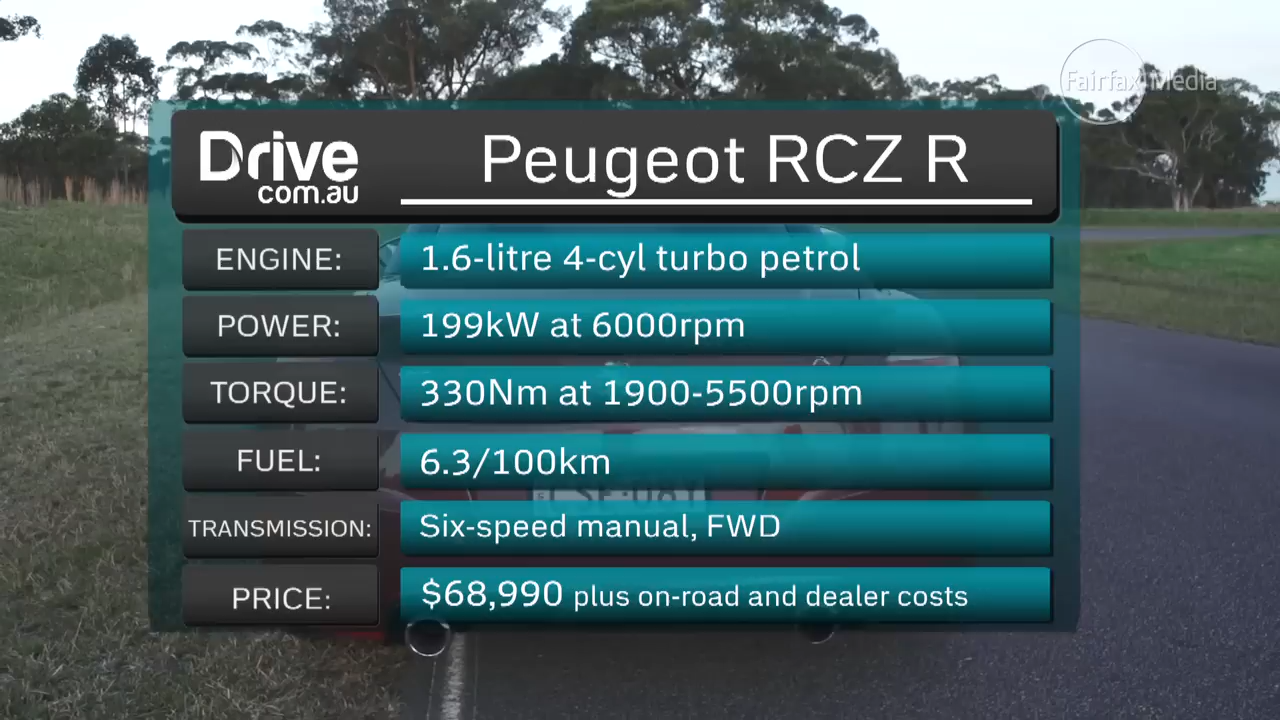 Fairfax Media
Drive
com.au
Peugeot RCZ R
ENGINE: 1.6-litre 4-cyl turbo petrol
POWER: 199kW at 6000rpm
TORQUE: 330Nm at 1900-5500rpm
FUEL: 6.3/100km
TRANSMISSION: Six-speed manual, FWD
PRICE: $68,990 plus on-road and dealer costs